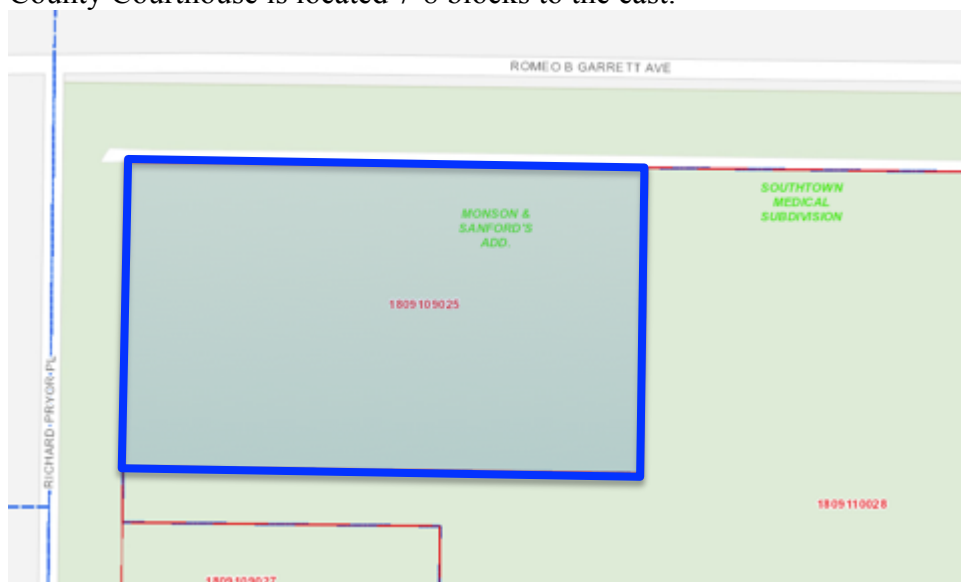 County Courthouse is located 7-8 blocks to the east.
ROMEO B GARRETT AVE
SOUTHTOWN
MEDICAL
SUBDIVISION
MONSON &
SANFORD'S
ADD.
1809109025
RICHARD PRYOR PL
1809110028
1809109027